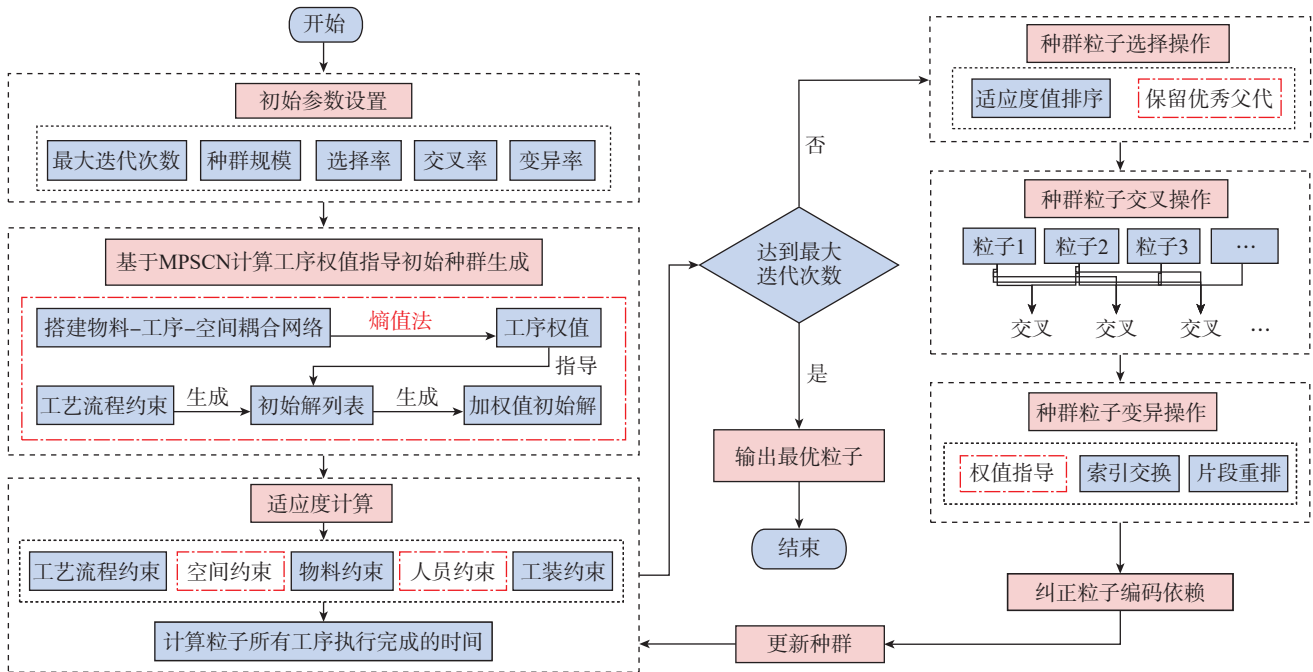 开始
初始参数设置
最大迭代次数
种群规模
选择率
交叉率
变异率
基于MPSCN计算工序权值指导初始种群生成
搭建物料-工序-空间耦合网络
熵值法
工序权值
指导
工艺流程约束
生成
初始解列表
生成
加权值初始解
适应度计算
工艺流程约束
空间约束
物料约束
人员约束
工装约束
计算粒子所有工序执行完成的时间
达到最大
迭代次数
否
是
输出最优粒子
结束
种群粒子选择操作
适应度值排序
保留优秀父代
种群粒子交叉操作
粒子1
粒子2
粒子3
…
交叉
交叉
交叉
…
种群粒子变异操作
权值指导
索引交换
片段重排
纠正粒子编码依赖
更新种群